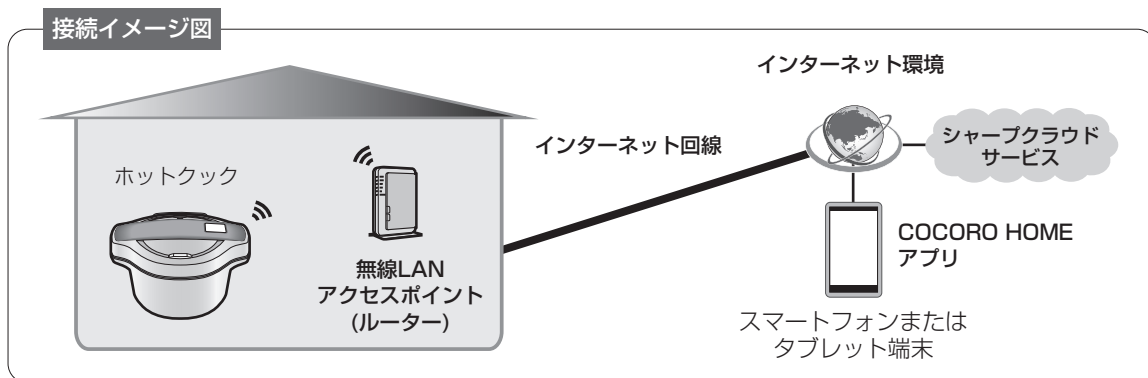 接続イメージ図
インターネット環境
インターネット回線
シャープクラウド
サービス
ホットクック
無線LAN
アクセスポイント
(ルーター)
COCORO HOME
アプリ
スマートフォンまたは
タブレット端末